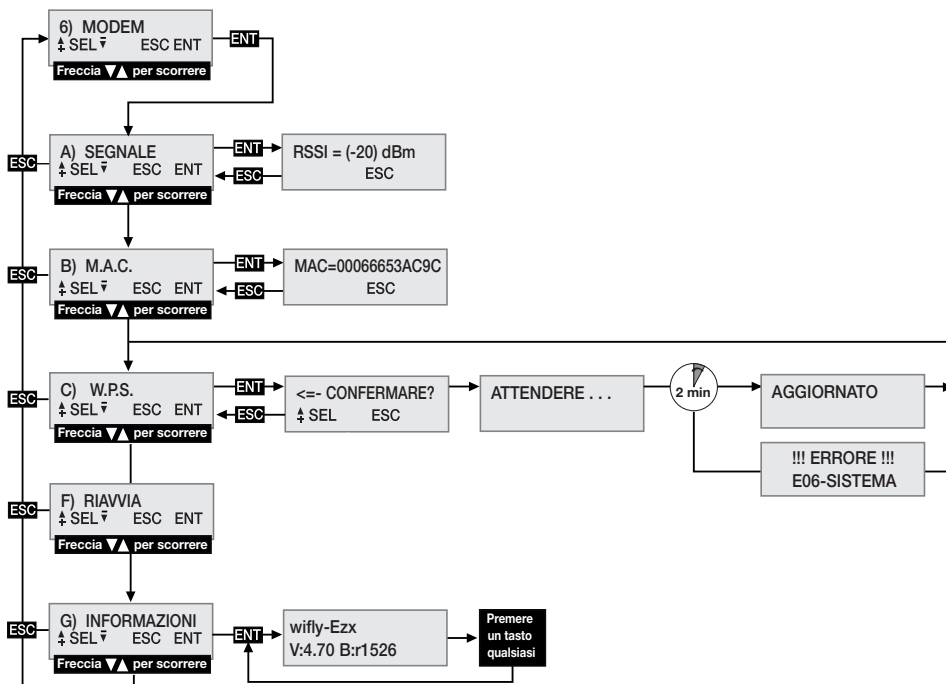 6) MODEM
SEL ESC ENT
ENT
Freccia ▼▲ per scorrere
A) SEGNALE
SEL ESC ENT
Freccia ▼▲ per scorrere
ESC
ENT
ESC
RSSI = (-20) dBm
ESC
B) M.A.C.
SEL ESC ENT
Freccia ▼▲ per scorrere
ESC
ENT
ESC
MAC=00066653AC9C
ESC
C) W.P.S.
SEL ESC ENT
Freccia ▼▲ per scorrere
ESC
ENT
ESC
<=- CONFERMARE?
SEL ESC
ATTENDERE . . .
2 min
AGGIORNATO
!!! ERRORE !!!
E06-SISTEMA
F) RIAVVIA
SEL ESC ENT
Freccia ▼▲ per scorrere
ESC
G) INFORMAZIONI
SEL ESC ENT
Freccia ▼▲ per scorrere
ESC
ENT
wifly-Ezx
V:4.70 B:r1526
Premere
un tasto
qualsiasi